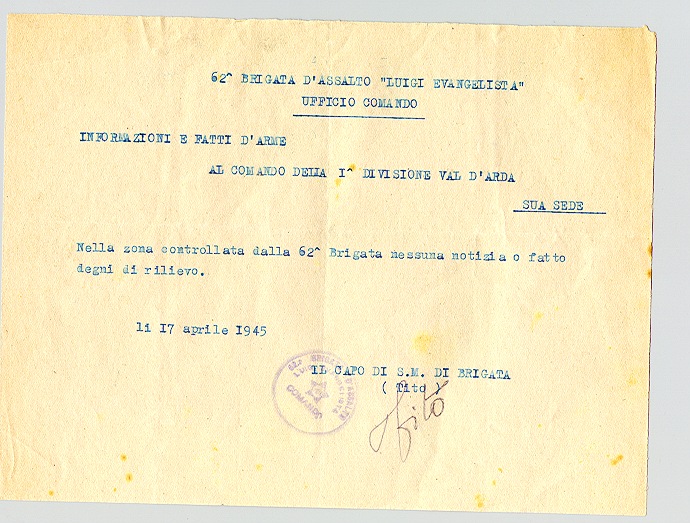 62^ BRIGATA D'ASSALTO "LUIGI EVANGELISTA"
UFFICIO COMANDO
INFORMAZIONI E FATTI D'ARME
AL COMANDO DELLA I^ DIVISIONE VAL D'ARDA
SUA SEDE
Nella zona controllata dalla 62^ Brigata nessuna notizia o fatto
degni di rilievo.
li 17 aprile 1945
IL CAPO DI S.M. DI BRIGATA
( Tito )
Tito
COMANDO